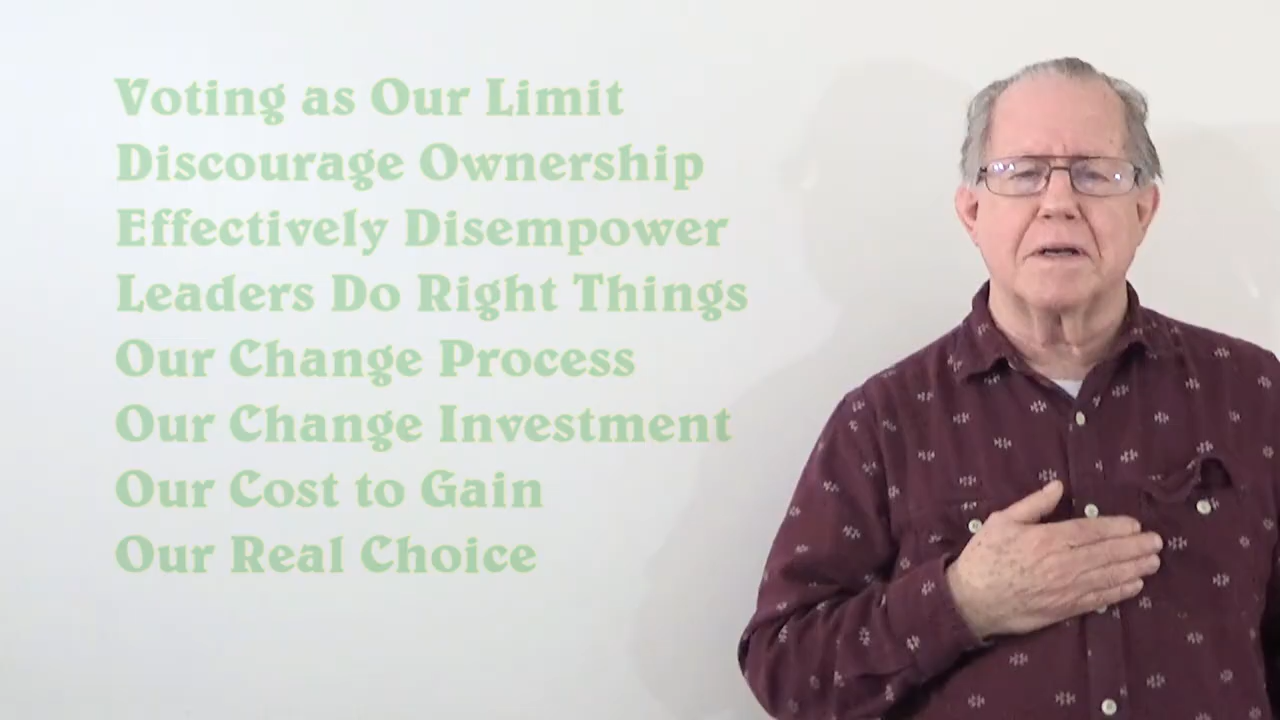 Voting as Our Limit
Discourage Ownership
Effectively Disempower
Leaders Do Right Things
Our Change Process
Our Change Investment
Our Cost to Gain
Our Real Choice